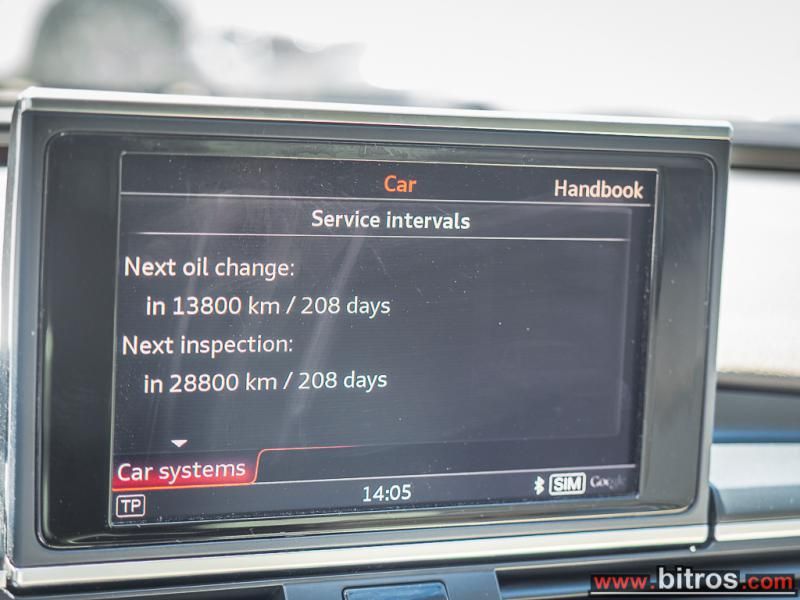 Car
Handbook
Service intervals
Next oil change:
in 13800 km / 208 days
Next inspection:
in 28800 km / 208 days
Car systems
TP
14:05
SIM
Google
www.bitros.com